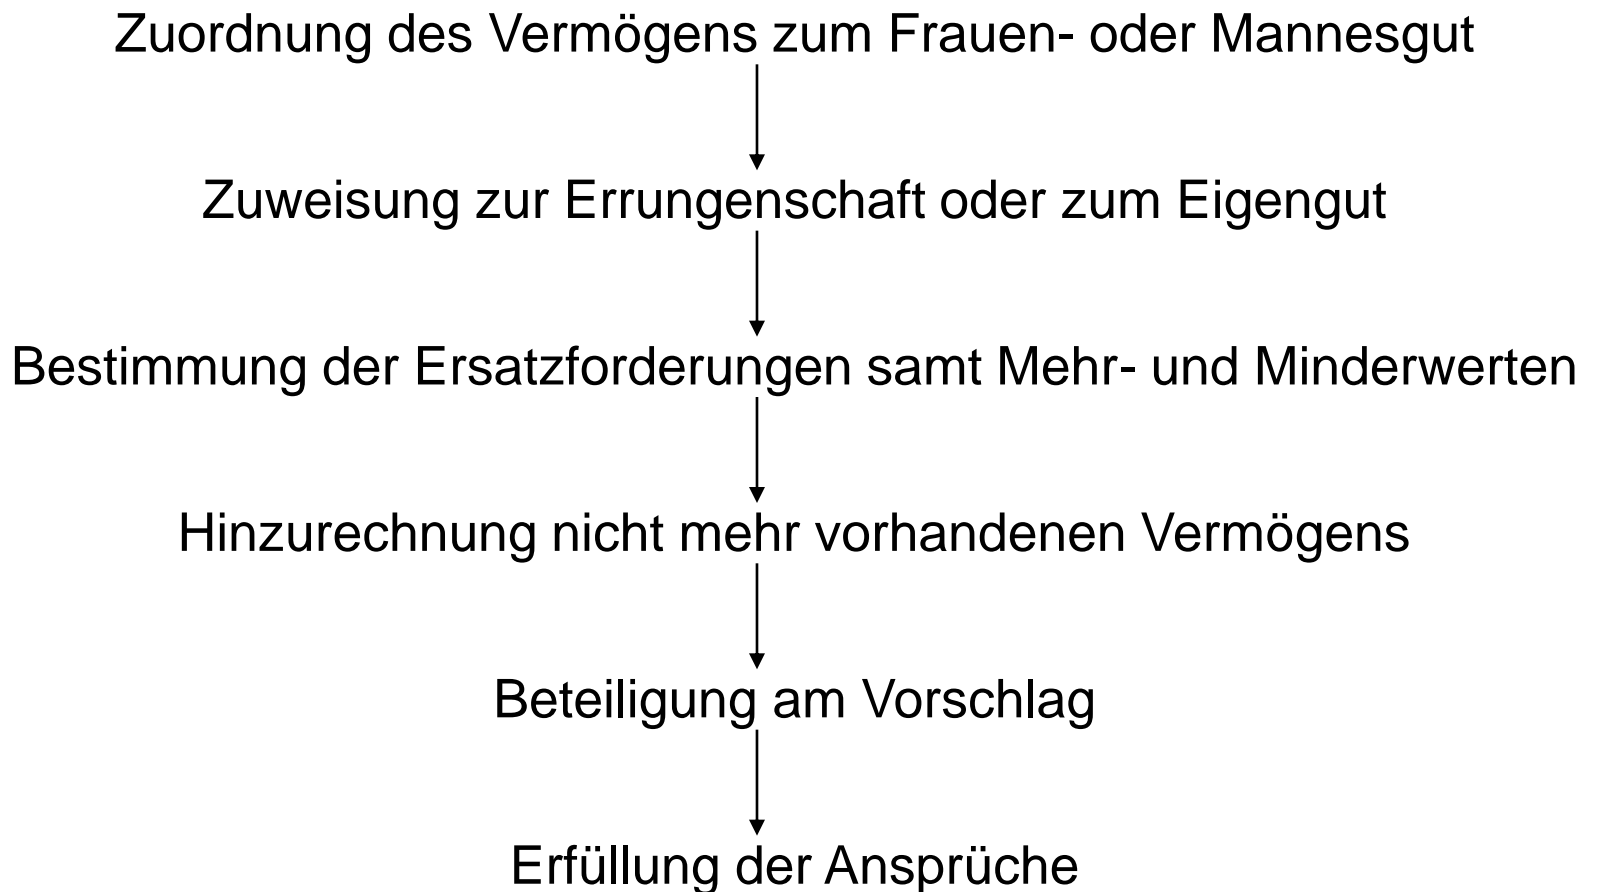 Zuordnung des Vermögens zum Frauen- oder Mannesgut
Zuweisung zur Errungenschaft oder zum Eigengut
Bestimmung der Ersatzforderungen samt Mehr- und Minderwerten
Hinzurechnung nicht mehr vorhandenen Vermögens
Beteiligung am Vorschlag
Erfüllung der Ansprüche